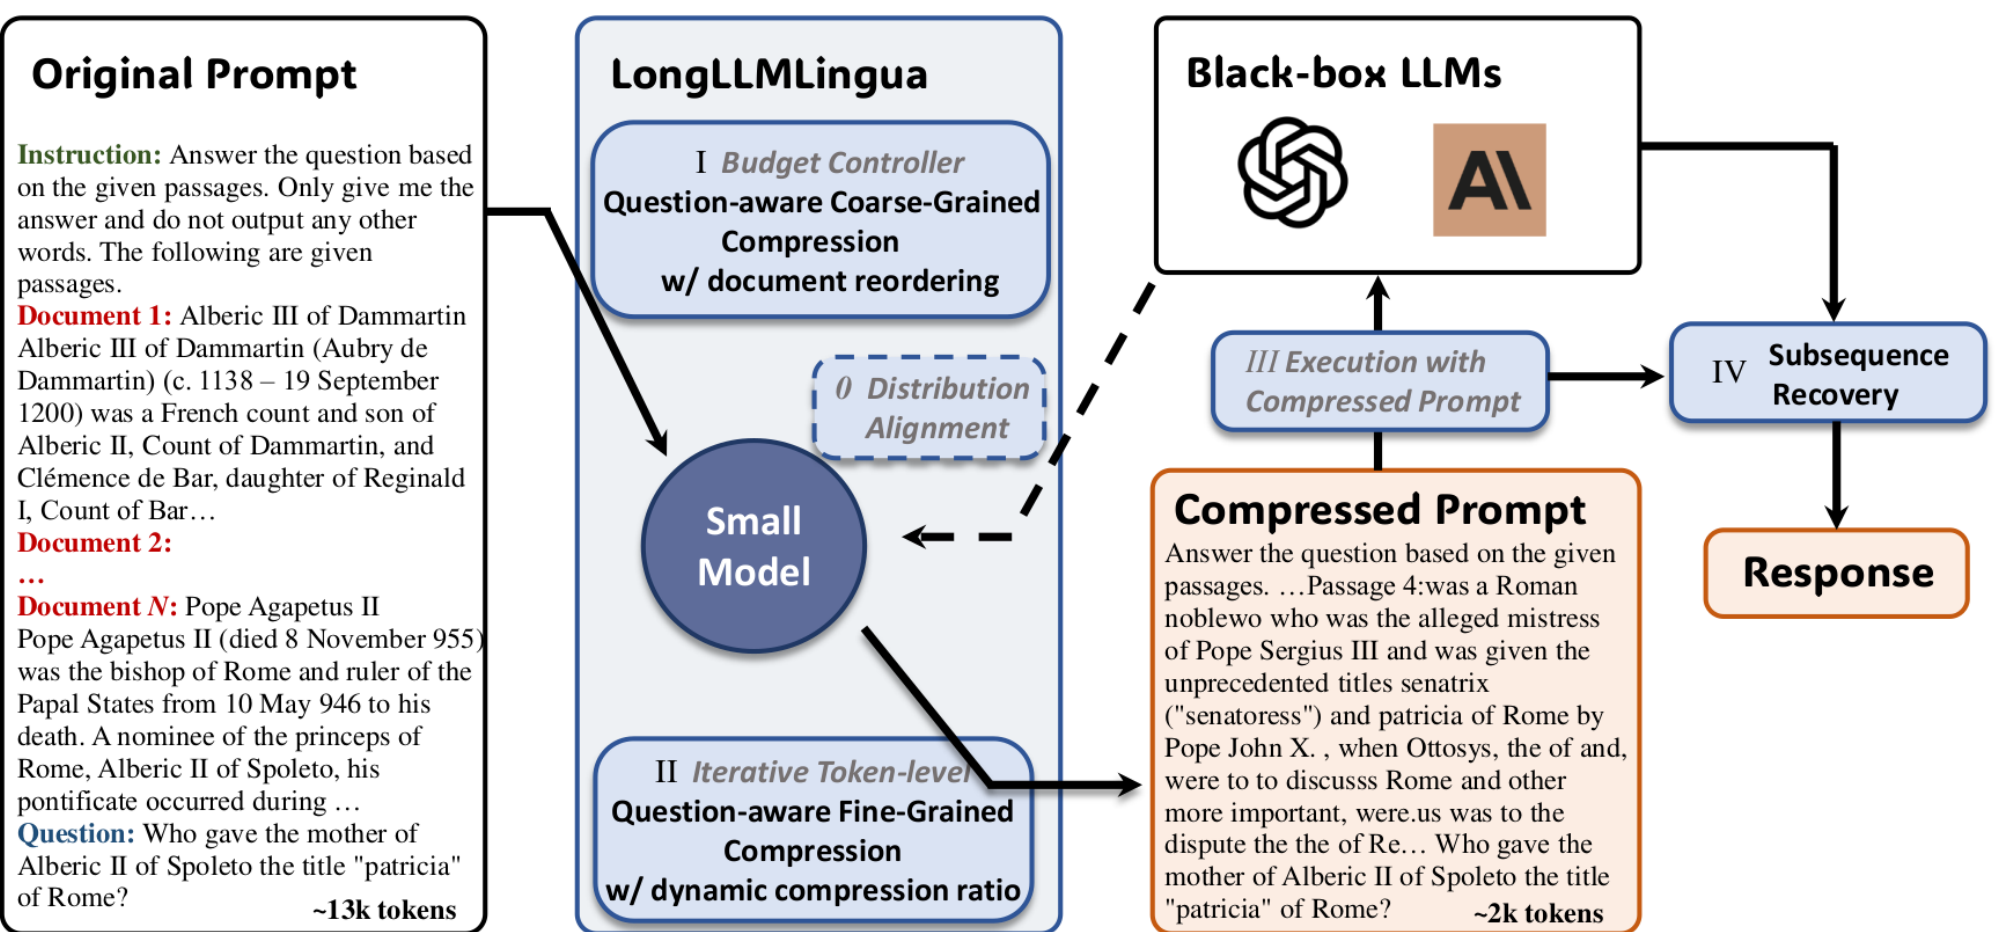 Original Prompt
Instruction: Answer the question based
on the given passages. Only give me the
answer and do not output any other
words. The following are given
passages.
Document 1: Alberic III of Dammartin
Alberic III of Dammartin (Aubry de
Dammartin) (c. 1138 – 19 September
1200) was a French count and son of
Alberic II, Count of Dammartin, and
Clémence de Bar, daughter of Reginald
I, Count of Bar…
Document 2:
…
Document N: Pope Agapetus II
Pope Agapetus II (died 8 November 955)
was the bishop of Rome and ruler of the
Papal States from 10 May 946 to his
death. A nominee of the princeps of
Rome, Alberic II of Spoleto, his
pontificate occurred during …
Question: Who gave the mother of
Alberic II of Spoleto the title "patricia"
of Rome?
~13k tokens
LongLLMLingua
I Budget Controller
Question-aware Coarse-Grained
Compression
w/ document reordering
0 Distribution
Alignment
Small
Model
II Iterative Token-level
Question-aware Fine-Grained
Compression
w/ dynamic compression ratio
Black-box LLMs
AI
III Execution with
Compressed Prompt
Compressed Prompt
Answer the question based on the given
passages. …Passage 4:was a Roman
noblewo who was the alleged mistress
of Pope Sergius III and was given the
unprecedented titles senatrix
("senatoress") and patricia of Rome by
Pope John X. , when Ottosys, the of and,
were to to discusss Rome and other
more important, were.us was to the
dispute the the of Re… Who gave the
mother of Alberic II of Spoleto the title
"patricia" of Rome?
~2k tokens
IV Subsequence
Recovery
Response